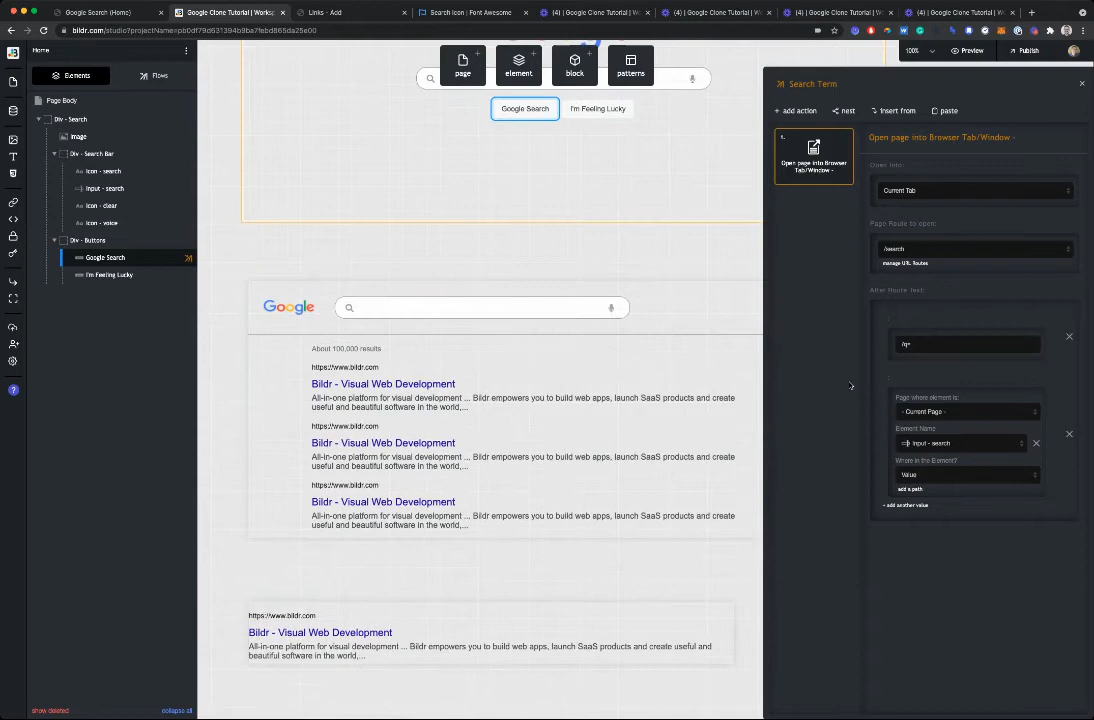 Google Search (Home)
Google Clone Tutorial | Works
Links - Add
Search Icon | Font Awesome
(4) | Google Clone Tutorial | W
(4) | Google Clone Tutorial | W
(4) | Google Clone Tutorial | W
(4) | Google Clone Tutorial | W
bildr.com/studio?projectName=pb0df79d631394b9ba7febd865da25e00
Home
Elements
Flows
Page Body
Div - Search
Image
Div - Search Bar
Icon - search
Input - search
Icon - clear
Icon - voice
Div - Buttons
Google Search
I'm Feeling Lucky
show deleted
collapse all
page
element
block
patterns
100%
Preview
Publish
Google Search
I'm Feeling Lucky
Google
About 100,000 results
https://www.bildr.com
Bildr - Visual Web Development
All-in-one platform for visual development ... Bildr empowers you to build web apps, launch SaaS products and create
useful and beautiful software in the world,...
https://www.bildr.com
Bildr - Visual Web Development
All-in-one platform for visual development ... Bildr empowers you to build web apps, launch SaaS products and create
useful and beautiful software in the world,...
https://www.bildr.com
Bildr - Visual Web Development
All-in-one platform for visual development ... Bildr empowers you to build web apps, launch SaaS products and create
useful and beautiful software in the world,...
https://www.bildr.com
Bildr - Visual Web Development
All-in-one platform for visual development ... Bildr empowers you to build web apps, launch SaaS products and create useful and
beautiful software in the world,...
Search Term
+ add action
nest
insert from
paste
1.
Open page into Browser
Tab/Window -
Open page into Browser Tab/Window -
Open Into:
Current Tab
Page Route to open:
/search
manage URL Routes
After Route Text:
:
/q=
:
Page where element is:
- Current Page -
Element Name
Input - search
Where in the Element?
Value
add a path
+ add another value